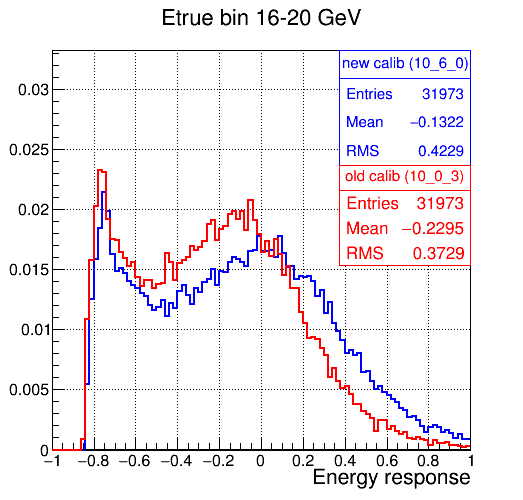 Etrue bin 16-20 GeV
new calib (10_6_0)
Entries 31973
Mean −0.1322
RMS 0.4229
old calib (10_0_3)
Entries 31973
Mean −0.2295
RMS 0.3729
0.03
0.025
0.02
0.015
0.01
0.005
0
−1 −0.8 −0.6 −0.4 −0.2 0 0.2 0.4 0.6 0.8 1
Energy response